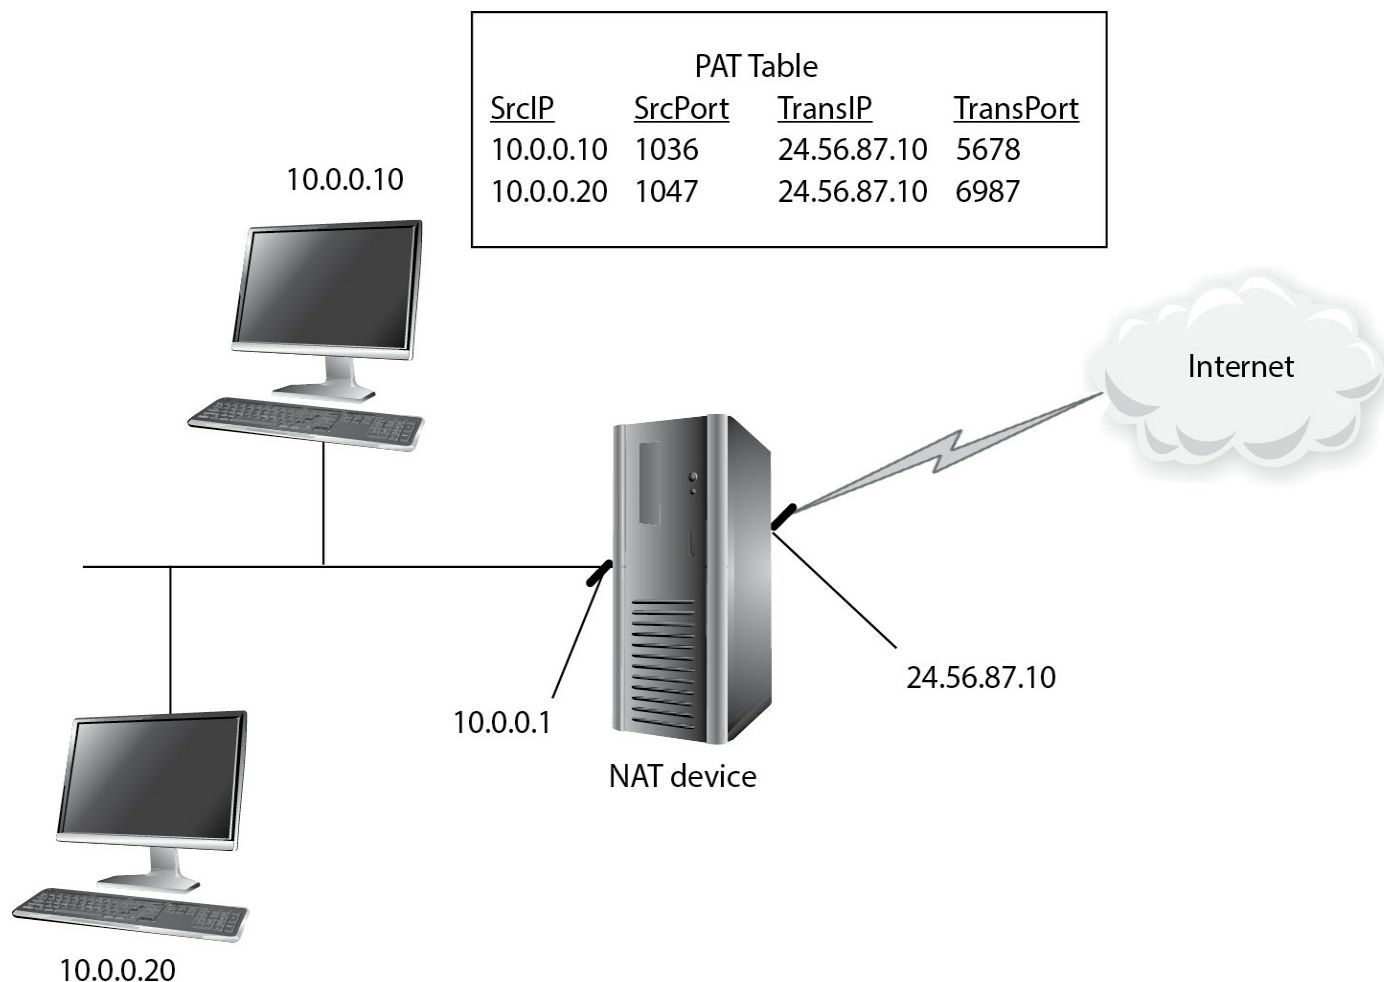 PAT Table
SrcIP SrcPort TransIP TransPort
10.0.0.10 1036 24.56.87.10 5678
10.0.0.20 1047 24.56.87.10 6987
10.0.0.10
Internet
24.56.87.10
10.0.0.1
NAT device
10.0.0.20